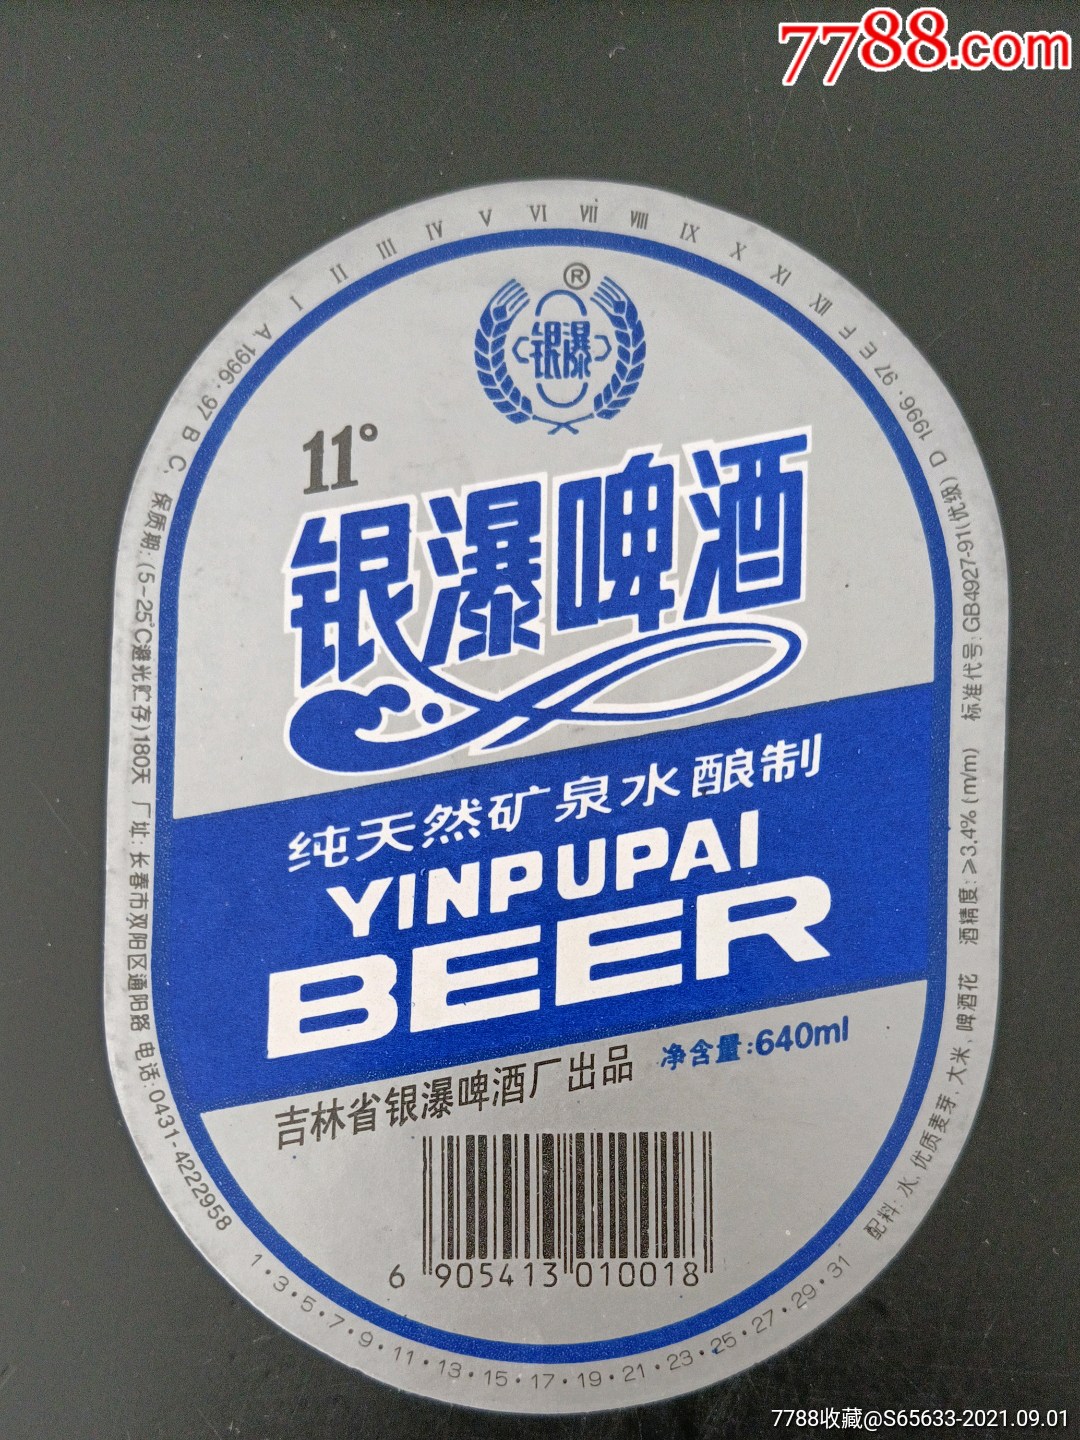 7788.com
I II III IV V VI VII VIII IX X XI XII
A 1996.97 B C.
D 1996.97 E F
®
银瀑
11°
银瀑啤酒
纯天然矿泉水酿制
YINPUPAI
BEER
净含量:640ml
吉林省银瀑啤酒厂出品
6 905413 010018
保质期:(5-25℃避光贮存)180天 厂址:长春市双阳区通阳路 电话:0431-4222958
配料:水,优质麦芽,大米,啤酒花 酒精度:≥3.4%(m/m) 标准代号:GB4927-91(优级)
1·3·5·7·9·11·13·15·17·19·21·23·25·27·29·31
7788收藏@S65633-2021.09.01